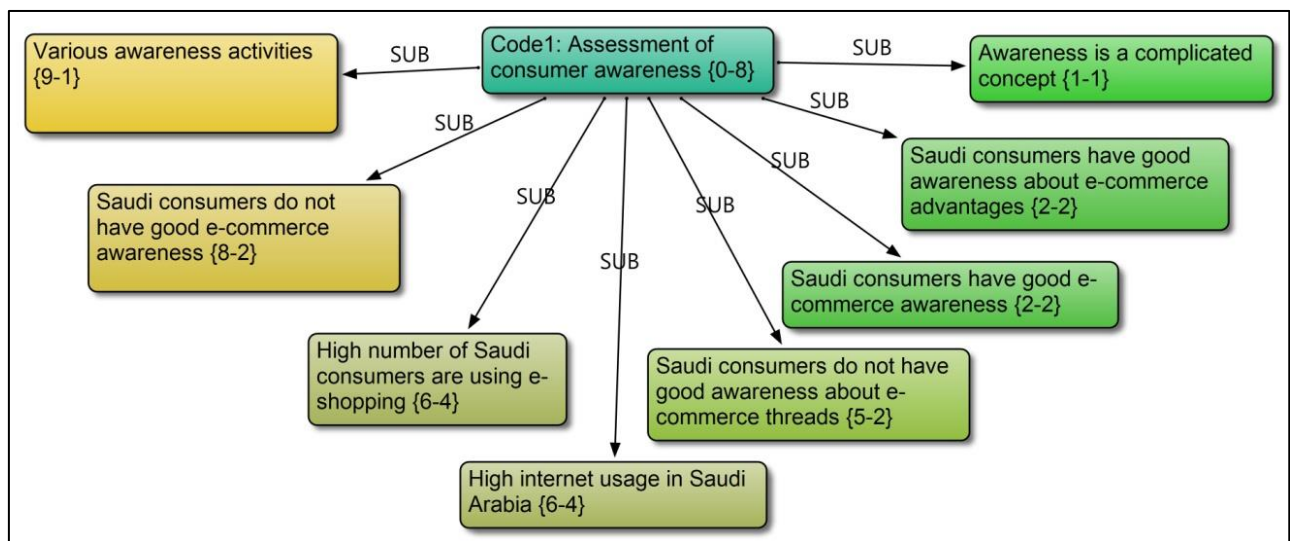 Various awareness activities
{9-1}
SUB
Code1: Assessment of
consumer awareness {0-8}
SUB
Awareness is a complicated
concept {1-1}
SUB
SUB
Saudi consumers have good
awareness about e-commerce
advantages {2-2}
SUB
Saudi consumers do not
have good e-commerce
awareness {8-2}
SUB
SUB
SUB
Saudi consumers have good e-
commerce awareness {2-2}
High number of Saudi
consumers are using e-
shopping {6-4}
Saudi consumers do not have
good awareness about e-
commerce threads {5-2}
High internet usage in Saudi
Arabia {6-4}